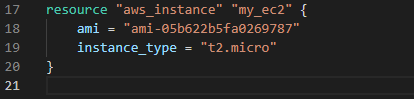 17 resource "aws_instance" "my_ec2" {
18     ami = "ami-05b622b5fa0269787"
19     instance_type = "t2.micro"
20 }
21